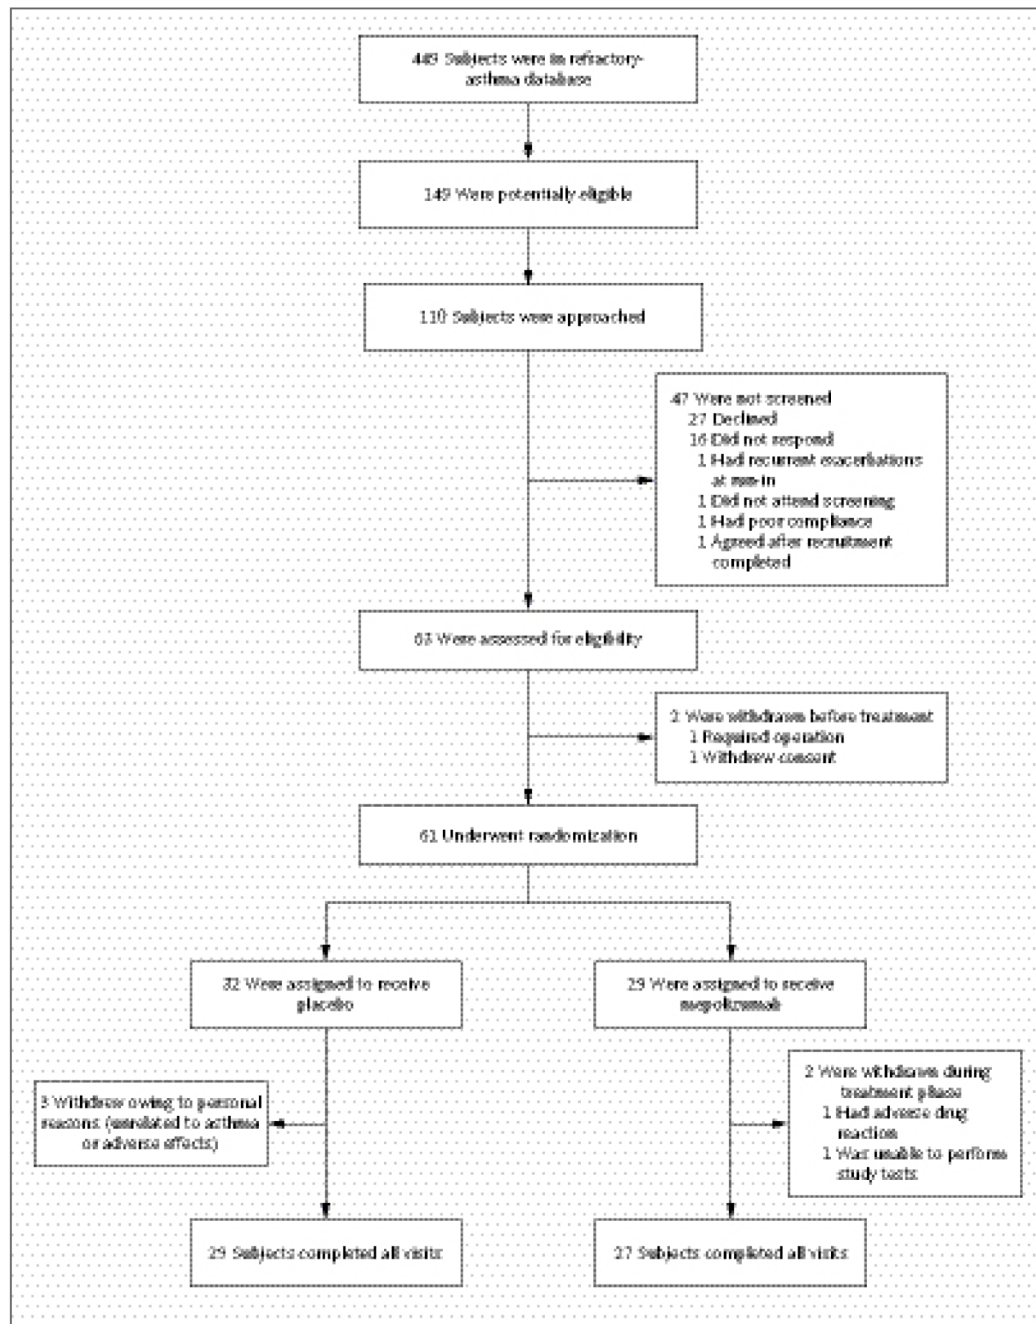 449 Subjects were in refractory-
asthma database
149 Were potentially eligible
110 Subjects were approached
47 Were not screened
27 Declined
16 Did not respond
1 Had recurrent exacerbations
at run-in
1 Did not attend screening
1 Had poor compliance
1 Agreed after recruitment
completed
63 Were assessed for eligibility
2 Were withdrawn before treatment
1 Required operation
1 Withdrew consent
61 Underwent randomization
32 Were assigned to receive
placebo
29 Were assigned to receive
mepolizumab
3 Withdrew owing to personal
reasons (unrelated to asthma
or adverse effects)
2 Were withdrawn during
treatment phase
1 Had adverse drug
reaction
1 Was unable to perform
study tests
29 Subjects completed all visits
27 Subjects completed all visits